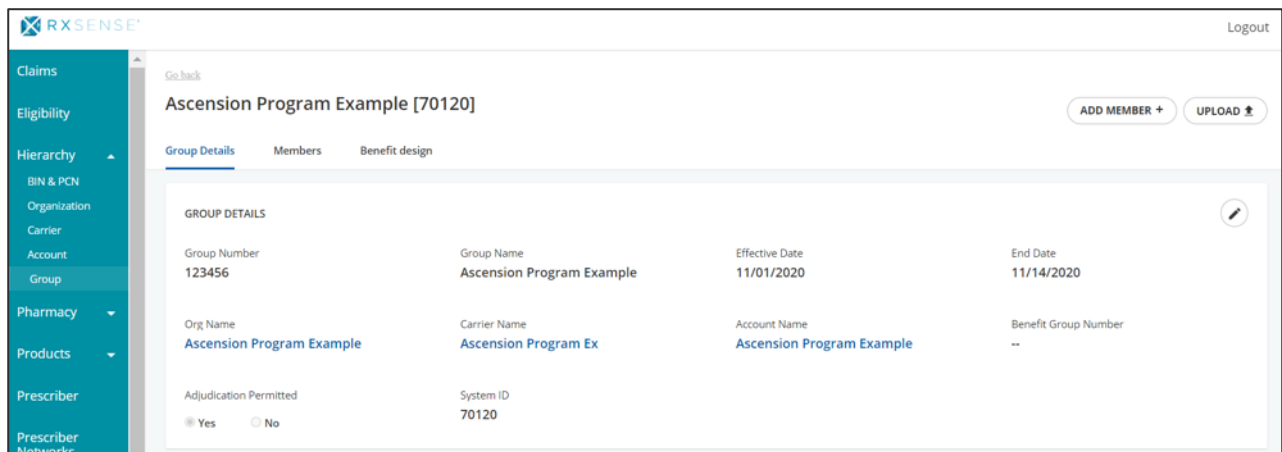 RXSENSE
Logout
Claims
Eligibility
Hierarchy
BIN & PCN
Organization
Carrier
Account
Group
Pharmacy
Products
Prescriber
Prescriber
Networks
Go back
Ascension Program Example [70120]
ADD MEMBER +
UPLOAD
Group Details Members Benefit design
GROUP DETAILS
Group Number Group Name Effective Date End Date
123456 Ascension Program Example 11/01/2020 11/14/2020
Org Name Carrier Name Account Name Benefit Group Number
Ascension Program Example Ascension Program Ex Ascension Program Example --
Adjudication Permitted System ID
Yes No 70120